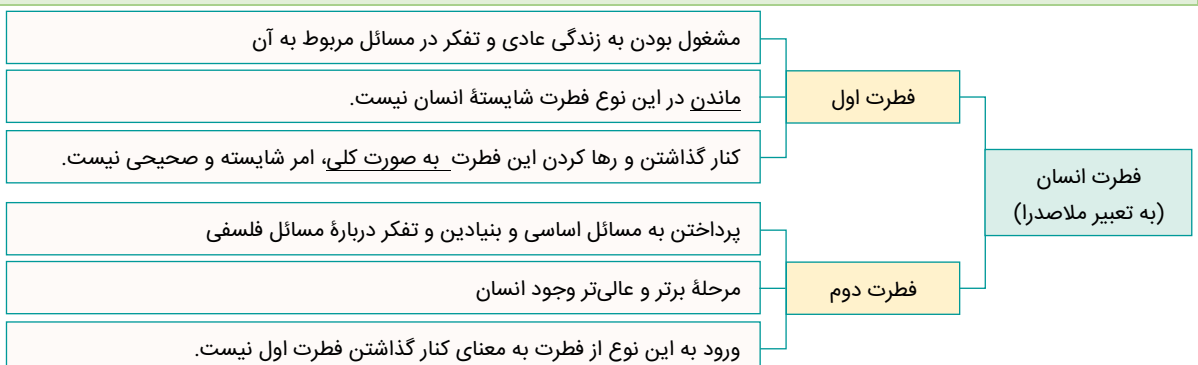 فطرت انسان
(به تعبیر ملاصدرا)
فطرت اول
مشغول بودن به زندگی عادی و تفکر در مسائل مربوط به آن
ماندن در این نوع فطرت شایستهٔ انسان نیست.
کنار گذاشتن و رها کردن این فطرت به صورت کلی، امر شایسته و صحیحی نیست.
فطرت دوم
پرداختن به مسائل اساسی و بنیادین و تفکر دربارهٔ مسائل فلسفی
مرحلهٔ برتر و عالی‌تر وجود انسان
ورود به این نوع از فطرت به معنای کنار گذاشتن فطرت اول نیست.